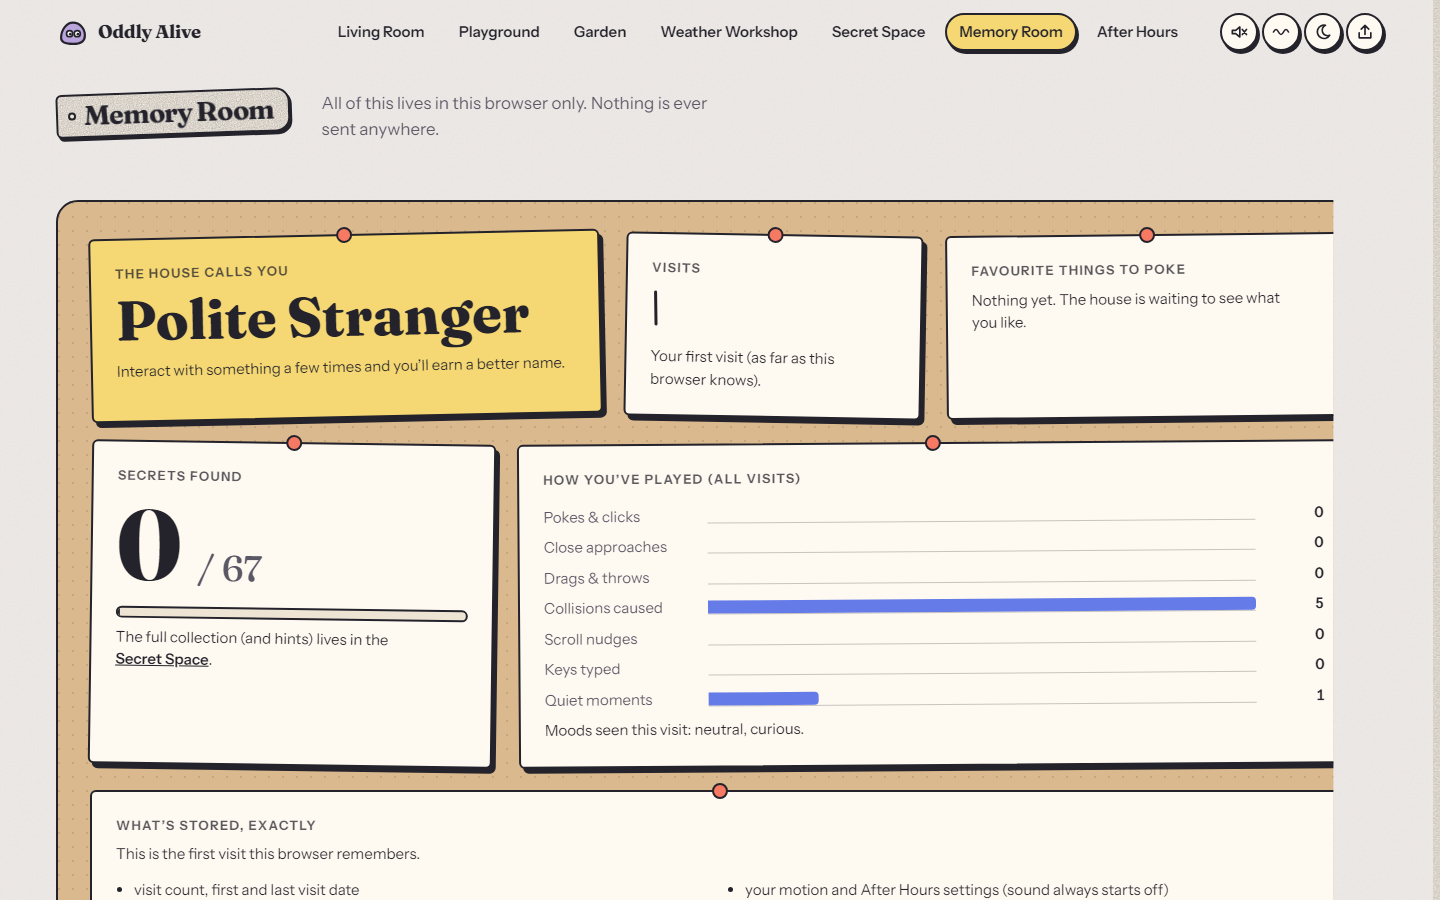 Oddly Alive
Living Room
Playground
Garden
Weather Workshop
Secret Space
Memory Room
After Hours
Memory Room
All of this lives in this browser only. Nothing is ever
sent anywhere.
THE HOUSE CALLS YOU
Polite Stranger
Interact with something a few times and you’ll earn a better name.
VISITS
|
Your first visit (as far as this
browser knows).
FAVOURITE THINGS TO POKE
Nothing yet. The house is waiting to see what
you like.
SECRETS FOUND
0 / 67
The full collection (and hints) lives in the
Secret Space.
HOW YOU’VE PLAYED (ALL VISITS)
Pokes & clicks 0
Close approaches 0
Drags & throws 0
Collisions caused 5
Scroll nudges 0
Keys typed 0
Quiet moments 1
Moods seen this visit: neutral, curious.
WHAT’S STORED, EXACTLY
This is the first visit this browser remembers.
• visit count, first and last visit date
• your motion and After Hours settings (sound always starts off)